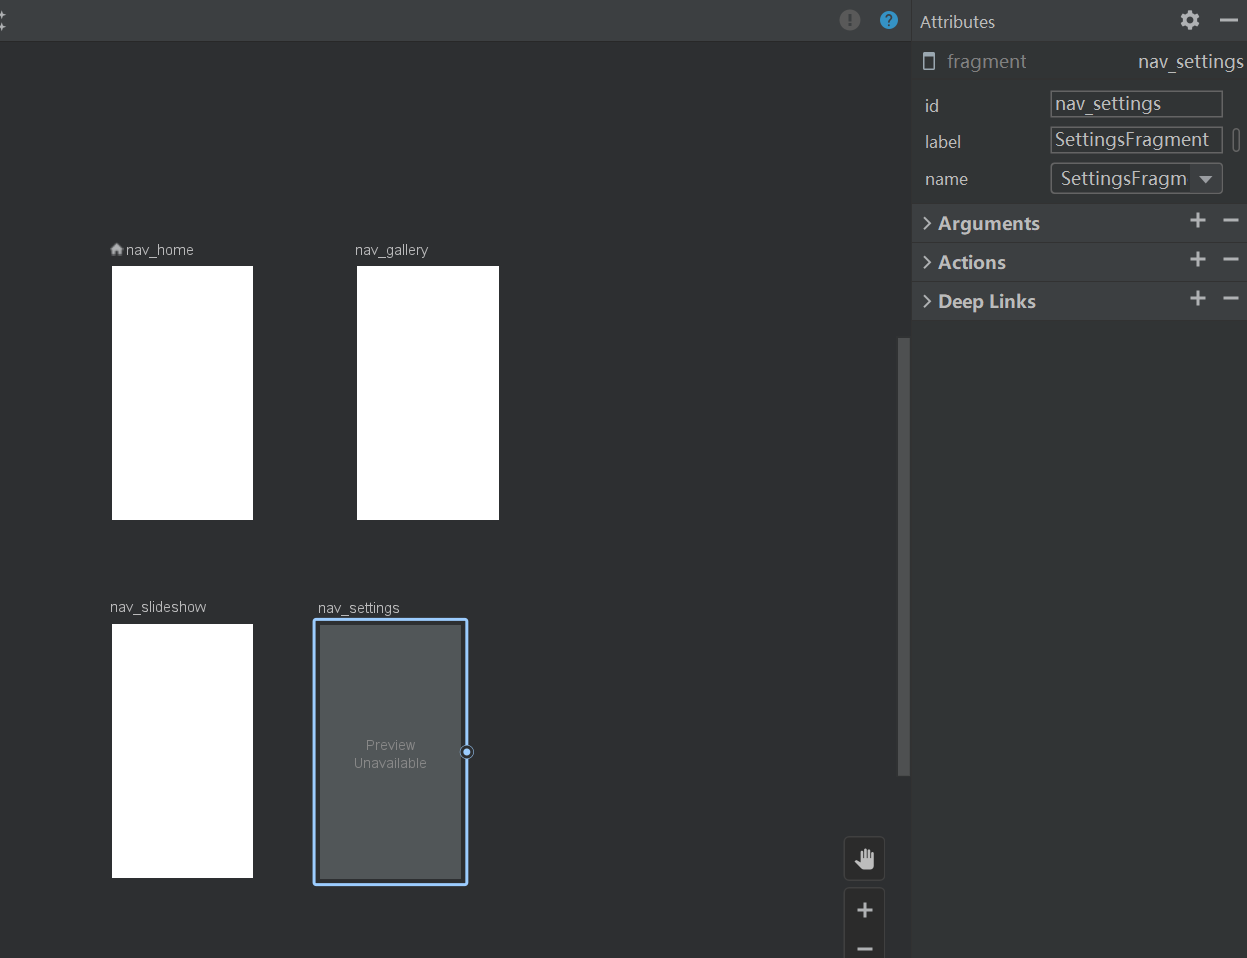 Attributes
fragment nav_settings
id nav_settings
label SettingsFragment
name SettingsFragm
Arguments
Actions
Deep Links
nav_home
nav_gallery
nav_slideshow
nav_settings
Preview
Unavailable